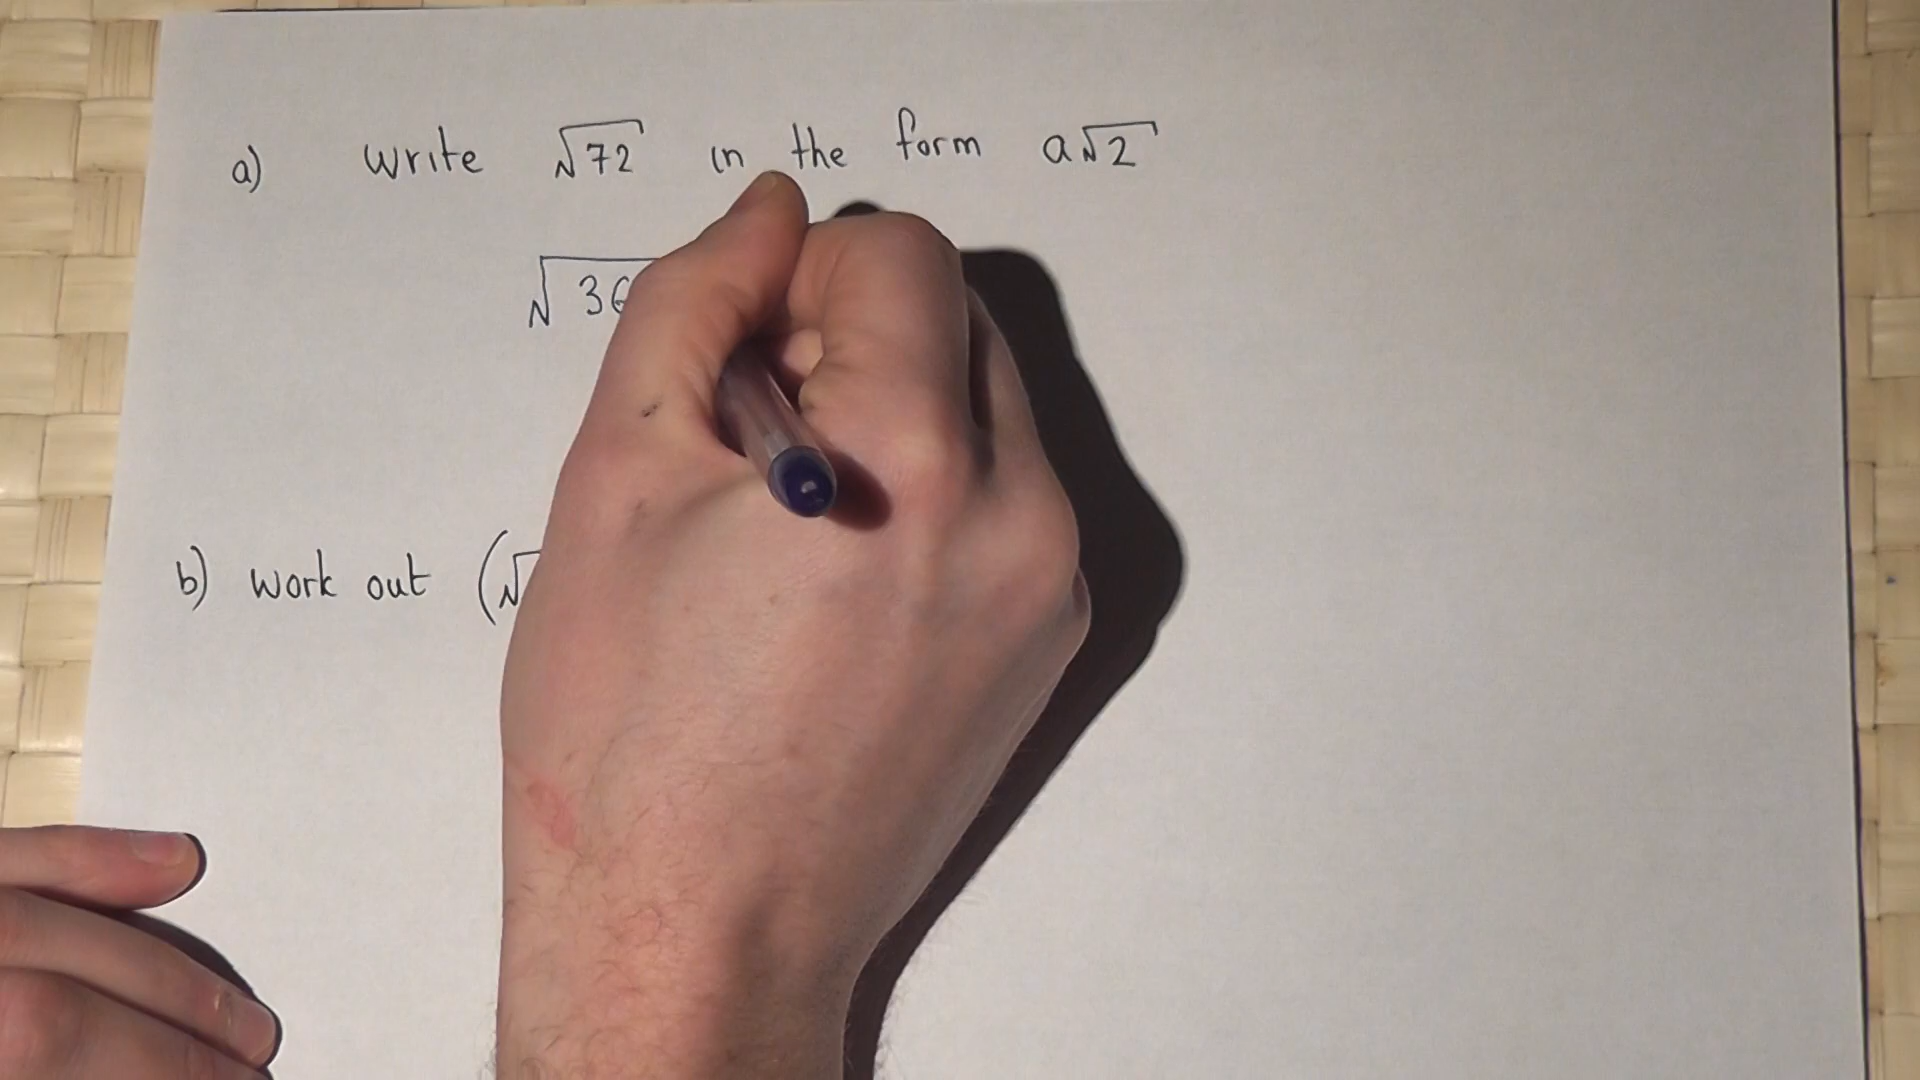 a) write √72 in the form a√2
√36
b) work out (√